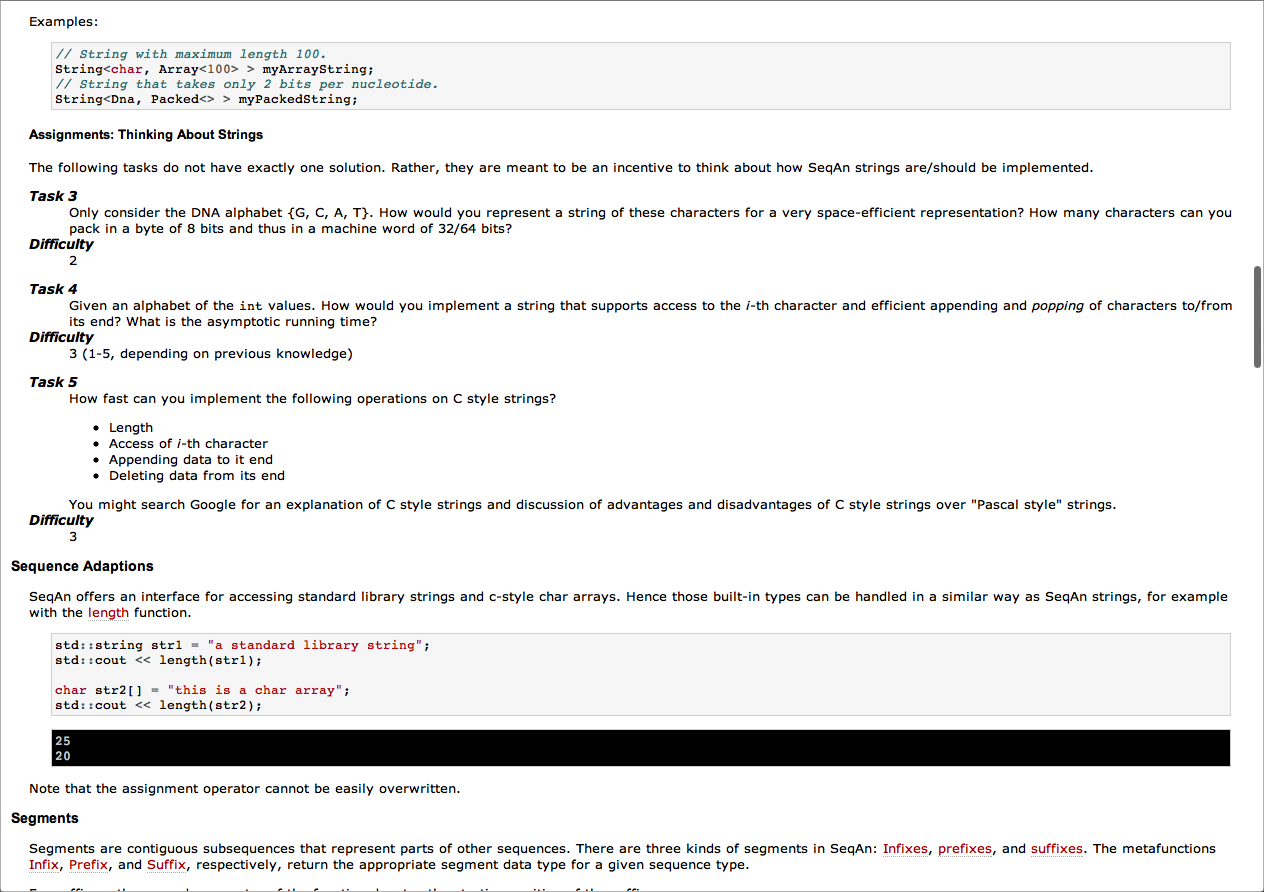 Examples:
// String with maximum length 100.
String<char, Array<100> > myArrayString;
// String that takes only 2 bits per nucleotide.
String<Dna, Packed<> > myPackedString;
Assignments: Thinking About Strings
The following tasks do not have exactly one solution. Rather, they are meant to be an incentive to think about how SeqAn strings are/should be implemented.
Task 3
Only consider the DNA alphabet {G, C, A, T}. How would you represent a string of these characters for a very space-efficient representation? How many characters can you
pack in a byte of 8 bits and thus in a machine word of 32/64 bits?
Difficulty
2
Task 4
Given an alphabet of the int values. How would you implement a string that supports access to the i-th character and efficient appending and popping of characters to/from
its end? What is the asymptotic running time?
Difficulty
3 (1-5, depending on previous knowledge)
Task 5
How fast can you implement the following operations on C style strings?
• Length
• Access of i-th character
• Appending data to it end
• Deleting data from its end
You might search Google for an explanation of C style strings and discussion of advantages and disadvantages of C style strings over "Pascal style" strings.
Difficulty
3
Sequence Adaptions
SeqAn offers an interface for accessing standard library strings and c-style char arrays. Hence those built-in types can be handled in a similar way as SeqAn strings, for example
with the length function.
std::string str1 = "a standard library string";
std::cout << length(str1);
char str2[] = "this is a char array";
std::cout << length(str2);
25
20
Note that the assignment operator cannot be easily overwritten.
Segments
Segments are contiguous subsequences that represent parts of other sequences. There are three kinds of segments in SeqAn: Infixes, prefixes, and suffixes. The metafunctions
Infix, Prefix, and Suffix, respectively, return the appropriate segment data type for a given sequence type.